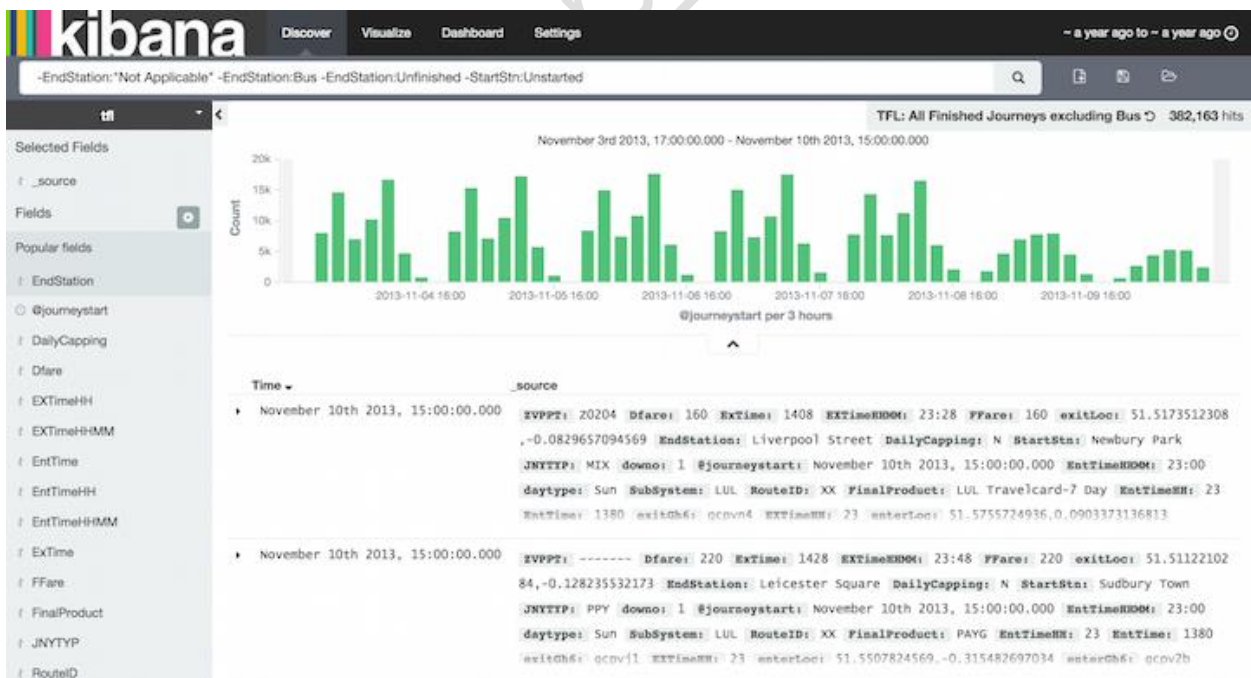 kibana Discover Visualize Dashboard Settings ~ a year ago to ~ a year ago
-EndStation:"Not Applicable" -EndStation:Bus -EndStation:Unfinished -StartStn:Unstarted
tfl
TFL: All Finished Journeys excluding Bus 382,163 hits
Selected Fields
t _source
Fields
Popular fields
t EndStation
@journeystart
t DailyCapping
t Dfare
t EXTimeHH
t EXTimeHHMM
t EntTime
t EntTimeHH
t EntTimeHHMM
t ExTime
t FFare
t FinalProduct
t JNYTYP
t RouteID
November 3rd 2013, 17:00:00.000 - November 10th 2013, 15:00:00.000
Count
20k
15k
10k
5k
0
2013-11-04 16:00 2013-11-05 16:00 2013-11-06 16:00 2013-11-07 16:00 2013-11-08 16:00 2013-11-09 16:00
@journeystart per 3 hours
Time _source
November 10th 2013, 15:00:00.000 ZVPPT: Z0204 Dfare: 160 ExTime: 1408 EXTimeHHMM: 23:28 FFare: 160 exitLoc: 51.5173512308
,-0.0829657094569 EndStation: Liverpool Street DailyCapping: N StartStn: Newbury Park
JNYTYP: MIX downo: 1 @journeystart: November 10th 2013, 15:00:00.000 EntTimeHHMM: 23:00
daytype: Sun SubSystem: LUL RouteID: XX FinalProduct: LUL Travelcard-7 Day EntTimeHH: 23
EntTime: 1380 exitGh6: gcpvn4 EXTimeHH: 23 enterLoc: 51.5755724936,0.0903373136813
November 10th 2013, 15:00:00.000 ZVPPT: ------- Dfare: 220 ExTime: 1428 EXTimeHHMM: 23:48 FFare: 220 exitLoc: 51.51122102
84,-0.128235532173 EndStation: Leicester Square DailyCapping: N StartStn: Sudbury Town
JNYTYP: PPY downo: 1 @journeystart: November 10th 2013, 15:00:00.000 EntTimeHHMM: 23:00
daytype: Sun SubSystem: LUL RouteID: XX FinalProduct: PAYG EntTimeHH: 23 EntTime: 1380
exitGh6: gcpvj1 EXTimeHH: 23 enterLoc: 51.5507824569,-0.315482697034 enterGh6: gcpv2b